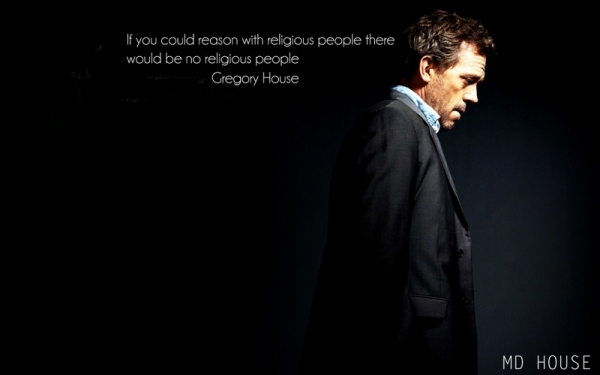 If you could reason with religious people there
would be no religious people
Gregory House
MD HOUSE